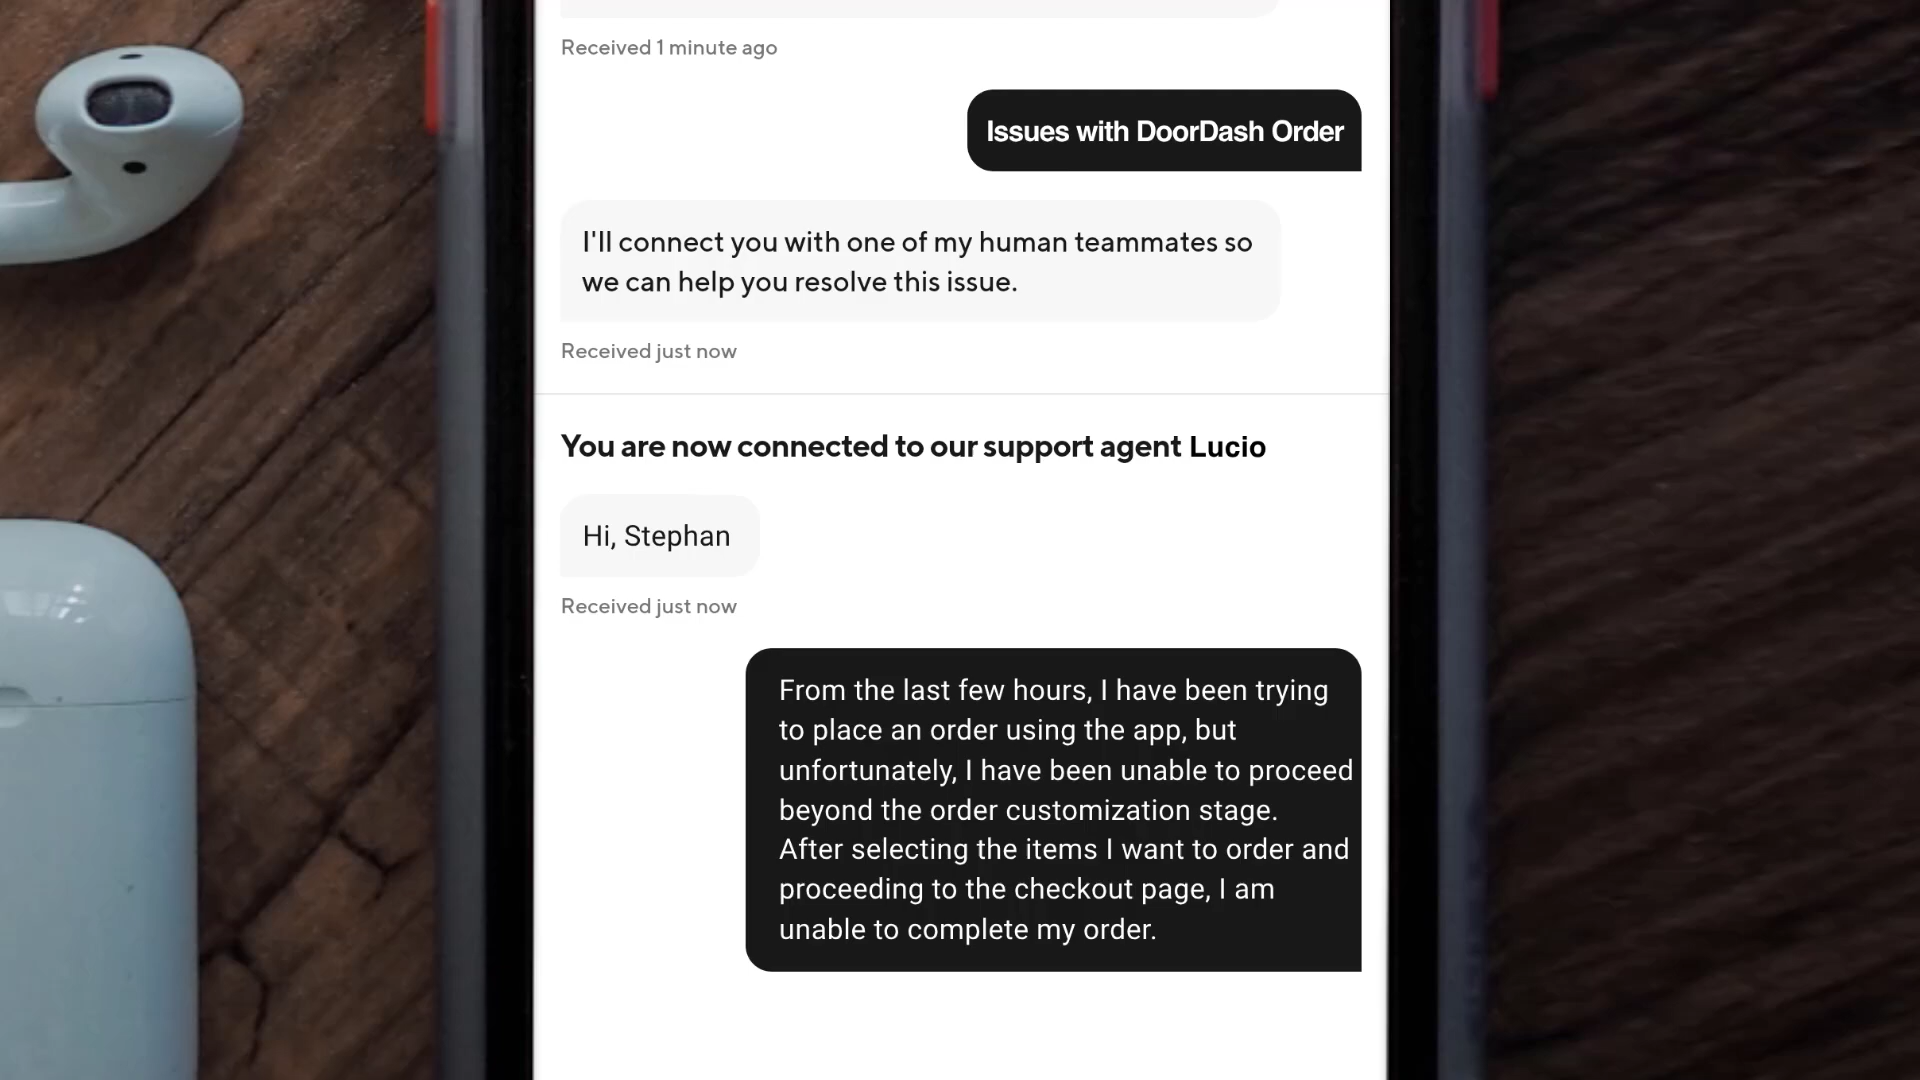 Received 1 minute ago
Issues with DoorDash Order
I'll connect you with one of my human teammates so
we can help you resolve this issue.
Received just now
You are now connected to our support agent Lucio
Hi, Stephan
Received just now
From the last few hours, I have been trying
to place an order using the app, but
unfortunately, I have been unable to proceed
beyond the order customization stage.
After selecting the items I want to order and
proceeding to the checkout page, I am
unable to complete my order.